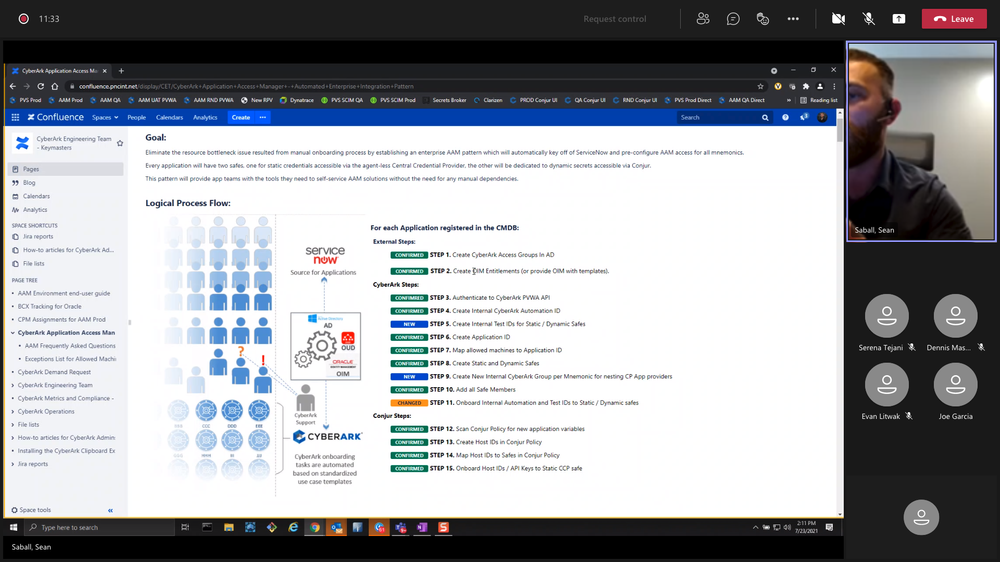 11:33
Request control
Leave
CyberArk Application Access Ma
confluence.pncint.net/display/CET/CyberArk+Application+Access+Manager+-+Automated+Enterprise+Integration+Pattern
PVS Prod
AAM Prod
AAM QA
AAM UAT PVWA
AAM RND PVWA
New RPV
Dynatrace
PVS SCIM QA
PVS SCIM Prod
Secrets Broker
Clarizen
PROD Conjur UI
QA Conjur UI
RND Conjur UI
PVS Prod Direct
AAM QA Direct
»
Reading list
Confluence
Spaces
People
Calendars
Analytics
Create
Search
3
CyberArk Engineering Team
- Keymasters
Pages
Blog
Calendars
Analytics
SPACE SHORTCUTS
Jira reports
How-to articles for CyberArk Ad...
File lists
PAGE TREE
AAM Environment end-user guide
BCX Tracking for Oracle
CPM Assignments for AAM Prod
CyberArk Application Access Man
AAM Frequently Asked Questions
Exceptions List for Allowed Machi
CyberArk Demand Request
CyberArk Engineering Team
CyberArk Metrics and Compliance -
CyberArk Operations
File lists
How-to articles for CyberArk Admins
Installing the CyberArk Clipboard Ex
Jira reports
Space tools
«
Goal:
Eliminate the resource bottleneck issue resulted from manual onboarding process by establishing an enterprise AAM pattern which will automatically key off of ServiceNow and pre-configure AAM access for all mnemonics.
Every application will have two safes, one for static credentials accessible via the agent-less Central Credential Provider, the other will be dedicated to dynamic secrets accessible via Conjur.
This pattern will provide app teams with the tools they need to self-service AAM solutions without the need for any manual dependencies.
Logical Process Flow:
service
now
Source for Applications
Active Directory
AD
OUD
ORACLE
IDENTITY MANAGEMENT
OIM
?
!
CyberArk
Support
BBB
CCC
DDD
EEE
GGG
HHH
III
JJJ
CYBERARK
CyberArk onboarding
tasks are automated
based on standardized
use case templates
For each Application registered in the CMDB:
External Steps:
CONFIRMED STEP 1. Create CyberArk Access Groups In AD
CONFIRMED STEP 2. Create OIM Entitlements (or provide OIM with templates).
CyberArk Steps:
CONFIMRED STEP 3. Authenticate to CyberArk PVWA API
CONFIRMED STEP 4. Create Internal CyberArk Automation ID
NEW STEP 5. Create Internal Test IDs for Static / Dynamic Safes
CONFIRMED STEP 6. Create Application ID
CONFIRMED STEP 7. Map allowed machines to Application ID
CONFIRMED STEP 8. Create Static and Dynamic Safes
NEW STEP 9. Create New Internal CyberArk Group per Mnemonic for nesting CP App providers
CONFIRMED STEP 10. Add all Safe Members
CHANGED STEP 11. Onboard Internal Automation and Test IDs to Static / Dynamic safes
Conjur Steps:
CONFIRMED STEP 12. Scan Conjur Policy for new application variables
CONFIRMED STEP 13. Create Host IDs in Conjur Policy
CONFIRMED STEP 14. Map Host IDs to Safes in Conjur Policy
CONFIRMED STEP 15. Onboard Host IDs / API Keys to Static CCP safe
Saball, Sean
Serena Tejani
Dennis Mas...
Evan Litwak
Joe Garcia
Type here to search
61
9+
2:11 PM
7/23/2021
Saball, Sean